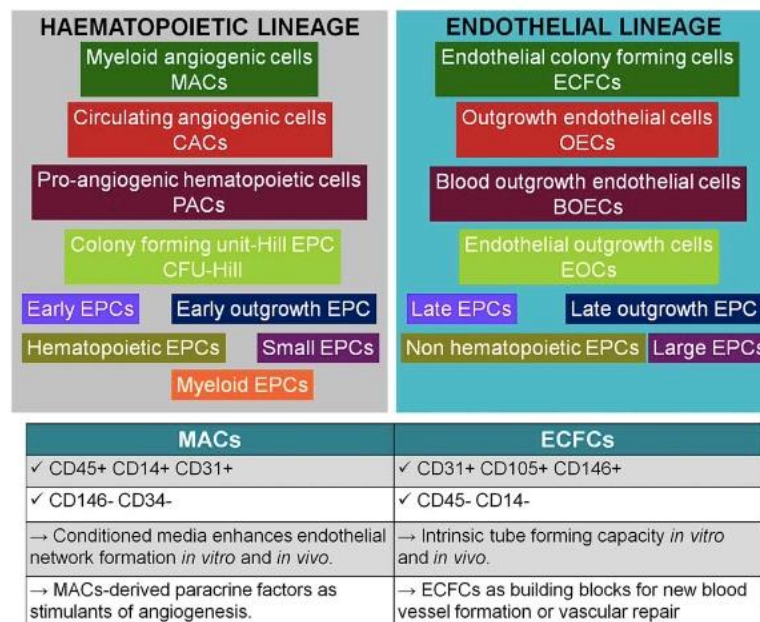 HAEMATOPOIETIC LINEAGE
Myeloid angiogenic cells
MACs
Circulating angiogenic cells
CACs
Pro-angiogenic hematopoietic cells
PACs
Colony forming unit-Hill EPC
CFU-Hill
Early EPCs
Early outgrowth EPC
Hematopoietic EPCs
Small EPCs
Myeloid EPCs
ENDOTHELIAL LINEAGE
Endothelial colony forming cells
ECFCs
Outgrowth endothelial cells
OECs
Blood outgrowth endothelial cells
BOECs
Endothelial outgrowth cells
EOCs
Late EPCs
Late outgrowth EPC
Non hematopoietic EPCs
Large EPCs
MACs
ECFCs
✓ CD45+ CD14+ CD31+
✓ CD31+ CD105+ CD146+
✓ CD146- CD34-
✓ CD45- CD14-
→ Conditioned media enhances endothelial
network formation in vitro and in vivo.
→ Intrinsic tube forming capacity in vitro
and in vivo.
→ MACs-derived paracrine factors as
stimulants of angiogenesis.
→ ECFCs as building blocks for new blood
vessel formation or vascular repair